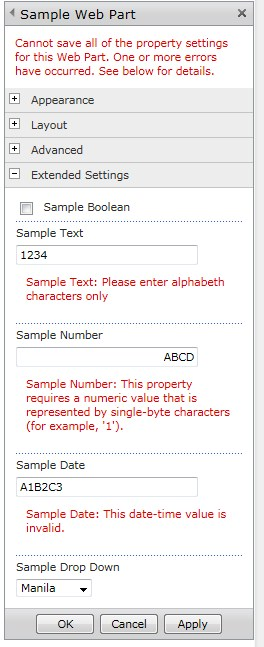 Sample Web Part
Cannot save all of the property settings
for this Web Part. One or more errors
have occurred. See below for details.
Appearance
Layout
Advanced
Extended Settings
Sample Boolean
Sample Text
1234
Sample Text: Please enter alphabeth
characters only
Sample Number
ABCD
Sample Number: This property
requires a numeric value that is
represented by single-byte characters
(for example, '1').
Sample Date
A1B2C3
Sample Date: This date-time value is
invalid.
Sample Drop Down
Manila
OK Cancel Apply